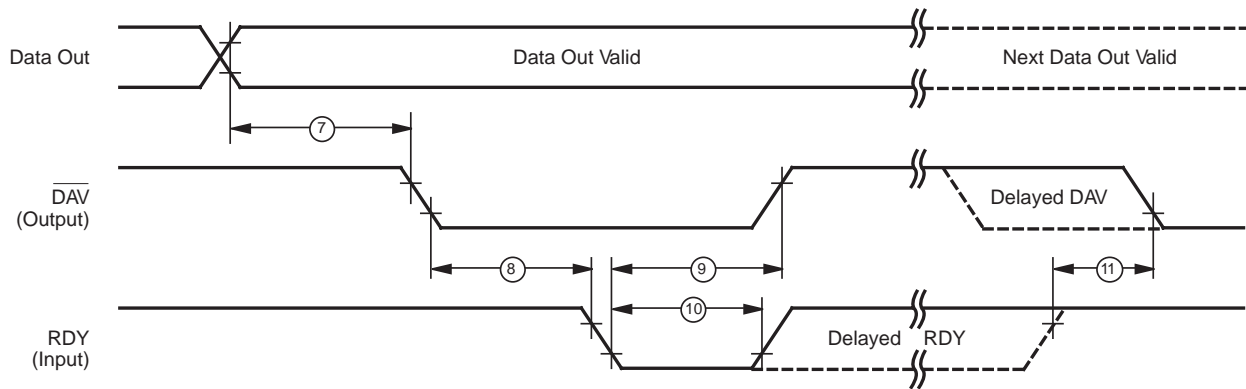 Data Out
Data Out Valid
Next Data Out Valid
7
DAV
(Output)
Delayed DAV
8
9
11
10
RDY
(Input)
Delayed RDY